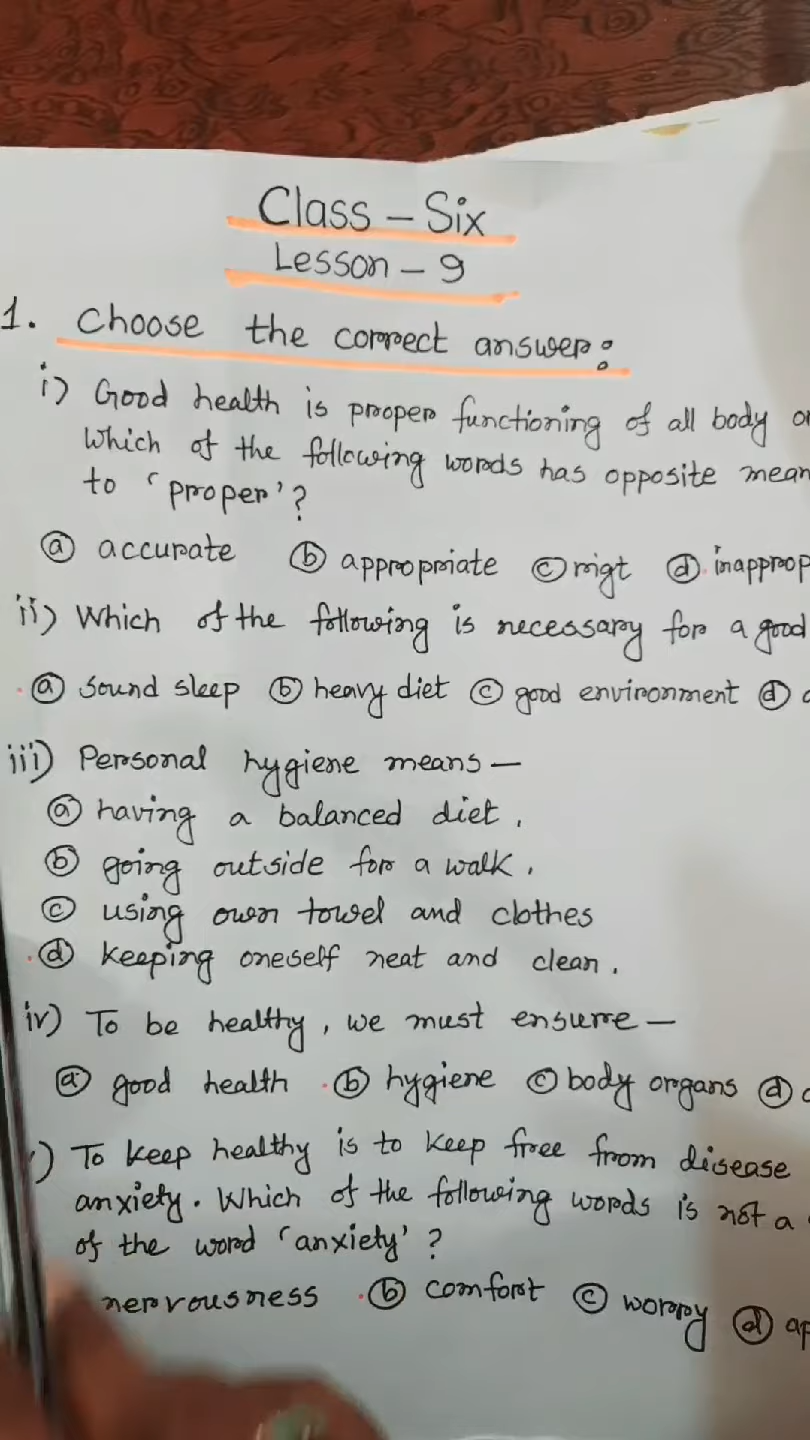 Class – Six
Lesson – 9
1. Choose the correct answer:
i) Good health is proper functioning of all body
Which of the following words has opposite
to 'proper'?
ⓐ accurate ⓑ appropriate ⓒ rigt ⓓ
ii) Which of the following is necessary for a good
ⓐ sound sleep ⓑ heavy diet ⓒ good environment ⓓ
iii) Personal hygiene means —
ⓐ having a balanced diet.
ⓑ going outside for a walk.
ⓒ using own towel and clothes
ⓓ keeping oneself neat and clean.
iv) To be healthy, we must ensure —
ⓐ good health ⓑ hygiene ⓒ body organs ⓓ
) To keep healthy is to keep free from disease
anxiety. Which of the following words is not a
of the word 'anxiety'?
nervousness ⓑ comfort ⓒ worry ⓓ